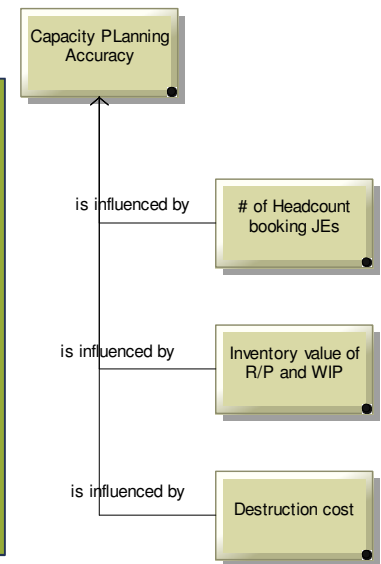 Capacity PLanning
Accuracy
is influenced by
# of Headcount
booking JEs
is influenced by
Inventory value of
R/P and WIP
is influenced by
Destruction cost